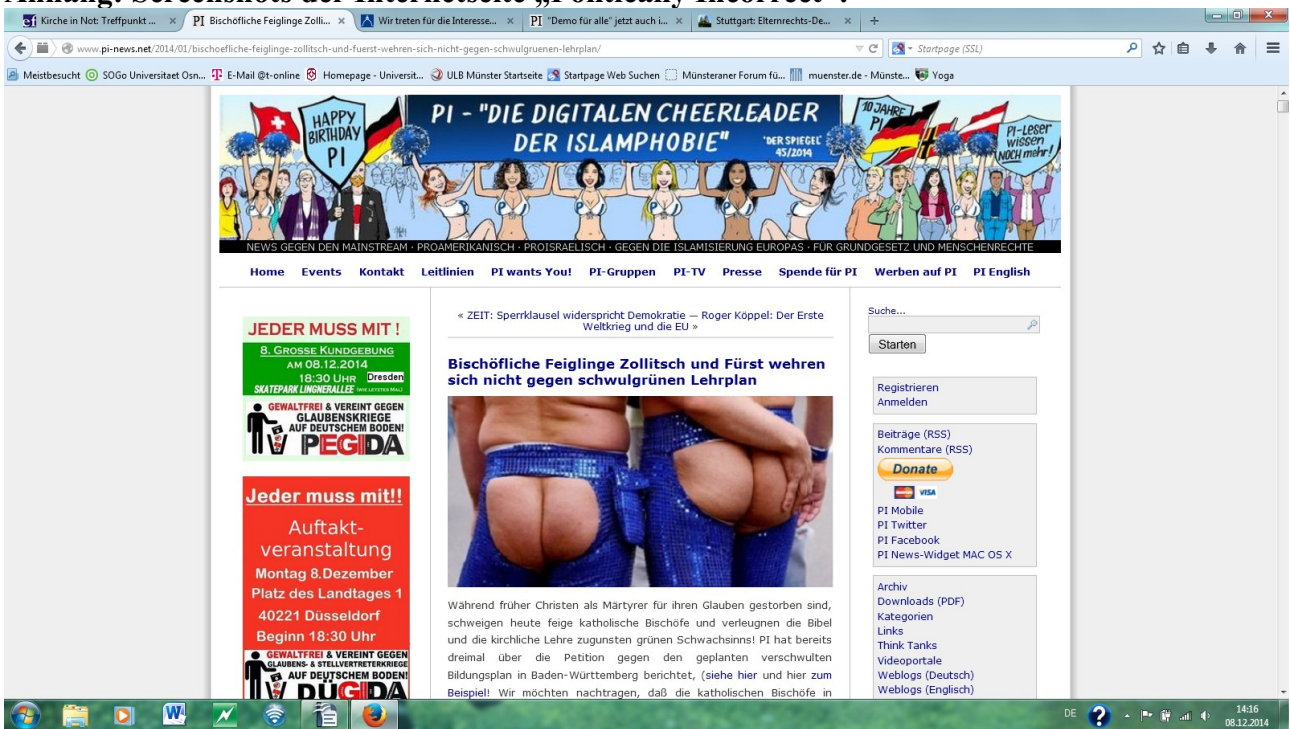 Anhang: Screenshots der Internetseite „Politically Incorrect“:
Kirche in Not: Treffpunkt ...
PI Bischöfliche Feiglinge Zolli...
Wir treten für die Interesse...
PI "Demo für alle" jetzt auch i...
Stuttgart: Elternrechts-De...
www.pi-news.net/2014/01/bischoefliche-feiglinge-zollitsch-und-fuerst-wehren-sich-nicht-gegen-schwulgruenen-lehrplan/
Startpage (SSL)
Meistbesucht
SOGo Universitaet Osn...
E-Mail @t-online
Homepage - Universit...
ULB Münster Startseite
Startpage Web Suchen
Münsteraner Forum fü...
muenster.de - Münste...
Yoga
HAPPY
BIRTHDAY
PI
PI - "DIE DIGITALEN CHEERLEADER
DER ISLAMPHOBIE"
"DER SPIEGEL"
45/2014
10 JAHRE
PI
PI-Leser
wissen
NOCH mehr!
NEWS GEGEN DEN MAINSTREAM · PROAMERIKANISCH · PROISRAELISCH · GEGEN DIE ISLAMISIERUNG EUROPAS · FÜR GRUNDGESETZ UND MENSCHENRECHTE
Home Events Kontakt Leitlinien PI wants You! PI-Gruppen PI-TV Presse Spende für PI Werben auf PI PI English
JEDER MUSS MIT !
8. GROSSE KUNDGEBUNG
AM 08.12.2014
18:30 UHR Dresden
SKATEPARK LINGNERALLEE (WIE LETZTES MAL)
GEWALTFREI & VEREINT GEGEN
GLAUBENSKRIEGE
AUF DEUTSCHEM BODEN!
PEGIDA
Jeder muss mit!!
Auftakt-
veranstaltung
Montag 8.Dezember
Platz des Landtages 1
40221 Düsseldorf
Beginn 18:30 Uhr
GEWALTFREI & VEREINT GEGEN
GLAUBENS- & STELLVERTRETERKRIEGE
AUF DEUTSCHEM BODEN!
DÜGIDA
« ZEIT: Sperrklausel widerspricht Demokratie — Roger Köppel: Der Erste
Weltkrieg und die EU »
Bischöfliche Feiglinge Zollitsch und Fürst wehren
sich nicht gegen schwulgrünen Lehrplan
Während früher Christen als Märtyrer für ihren Glauben gestorben sind,
schweigen heute feige katholische Bischöfe und verleugnen die Bibel
und die kirchliche Lehre zugunsten grünen Schwachsinns! PI hat bereits
dreimal über die Petition gegen den geplanten verschwulten
Bildungsplan in Baden-Württemberg berichtet, (siehe hier und hier zum
Beispiel! Wir möchten nachtragen, daß die katholischen Bischöfe in
Suche...
Starten
Registrieren
Anmelden
Beiträge (RSS)
Kommentare (RSS)
Donate
VISA
PI Mobile
PI Twitter
PI Facebook
PI News-Widget MAC OS X
Archiv
Downloads (PDF)
Kategorien
Links
Think Tanks
Videoportale
Weblogs (Deutsch)
Weblogs (Englisch)
DE
14:16
08.12.2014